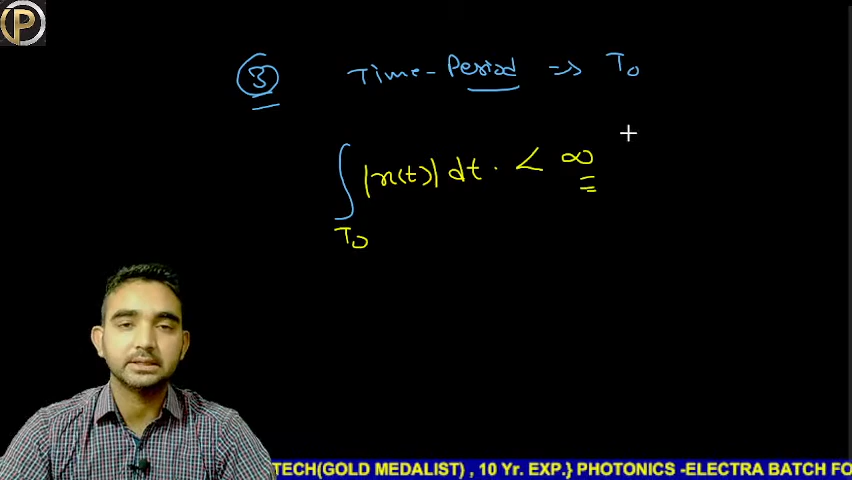 P
③ Time-Period => T₀
∫ |x(t)| dt. < ∞
T₀
TECH(GOLD MEDALIST) , 10 Yr. EXP.} PHOTONICS -ELECTRA BATCH FO